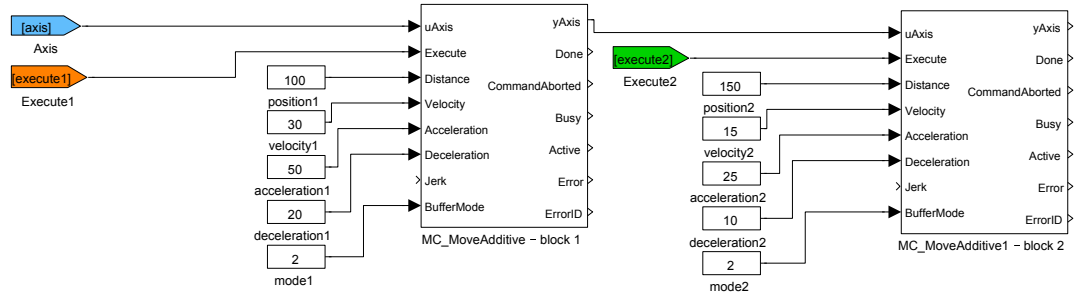 [axis]
Axis
[execute1]
Execute1
100
position1
30
velocity1
50
acceleration1
20
deceleration1
2
mode1
uAxis
Execute
Distance
Velocity
Acceleration
Deceleration
Jerk
BufferMode
yAxis
Done
CommandAborted
Busy
Active
Error
ErrorID
MC_MoveAdditive − block 1
[execute2]
Execute2
150
position2
15
velocity2
25
acceleration2
10
deceleration2
2
mode2
uAxis
Execute
Distance
Velocity
Acceleration
Deceleration
Jerk
BufferMode
yAxis
Done
CommandAborted
Busy
Active
Error
ErrorID
MC_MoveAdditive1 − block 2